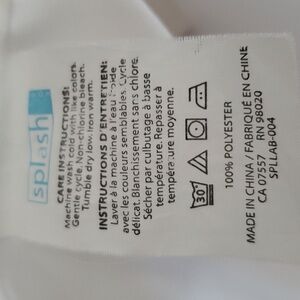 splash
CARE INSTRUCTIONS:
Machine wash cold with like colors.
Gentle cycle. Non-chlorine bleach.
Tumble dry low. Iron warm.
INSTRUCTIONS D'ENTRETIEN:
Laver à la machine à l'eau froide
avec les couleurs semblables. Cycle
délicat. Blanchissement sans chlore.
Sécher par culbutage à basse
température. Repasser à
température moyenne.
30°
100% POLYESTER
MADE IN CHINA / FABRIQUÉ EN CHINE
CA 07557 RN 98020
SPLLAB-004